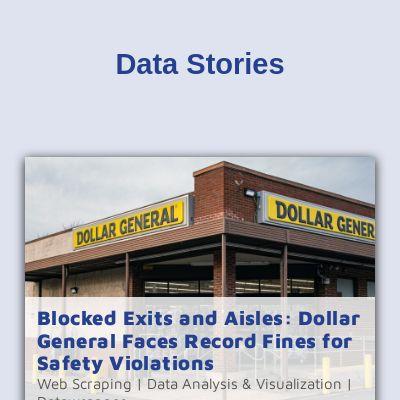 Data Stories
DOLLAR GENERAL
DOLLAR GENERAL
Blocked Exits and Aisles: Dollar
General Faces Record Fines for
Safety Violations
Web Scraping | Data Analysis & Visualization |